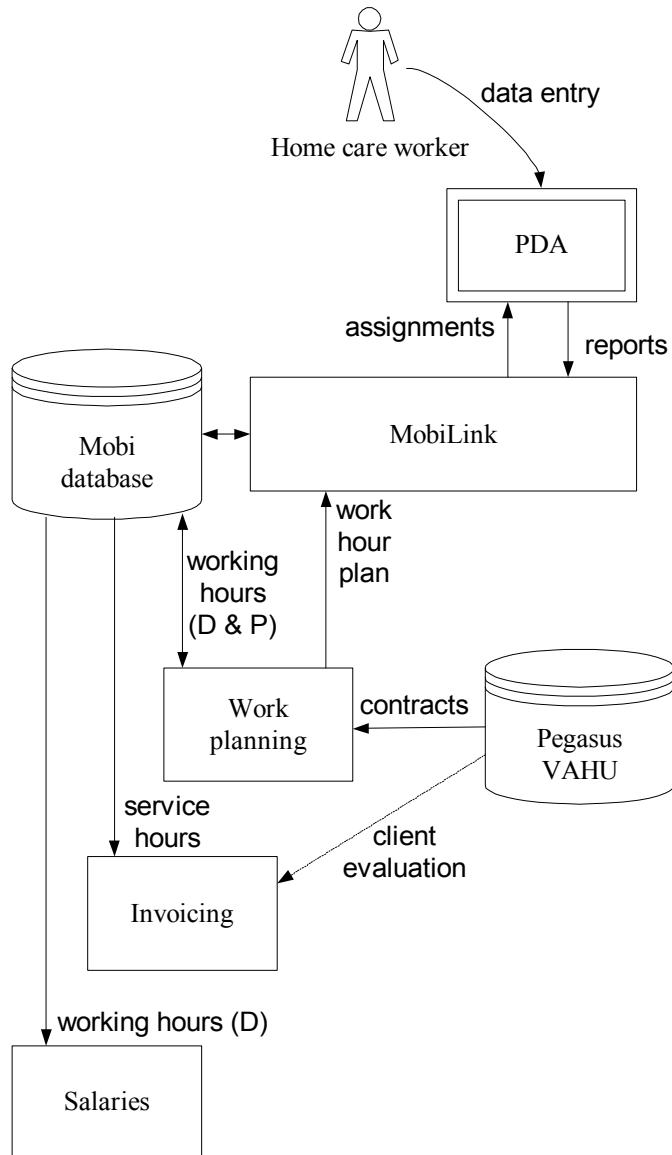 data entry
Home care worker
PDA
assignments
reports
Mobi
database
MobiLink
work
hour
plan
working
hours
(D & P)
Work
planning
contracts
Pegasus
VAHU
service
hours
client
evaluation
Invoicing
working hours (D)
Salaries